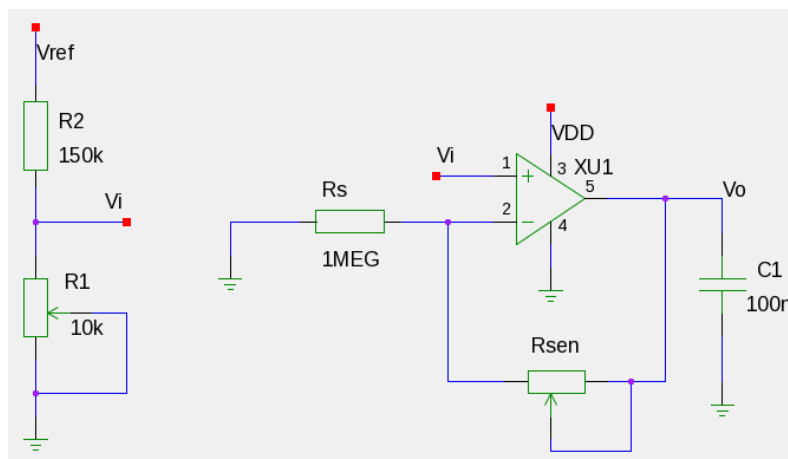 Vref
R2
150k
Vi
R1
10k
Rs
1MEG
Vi
VDD
XU1
1
2
3
4
5
+
−
Vo
C1
100n
Rsen